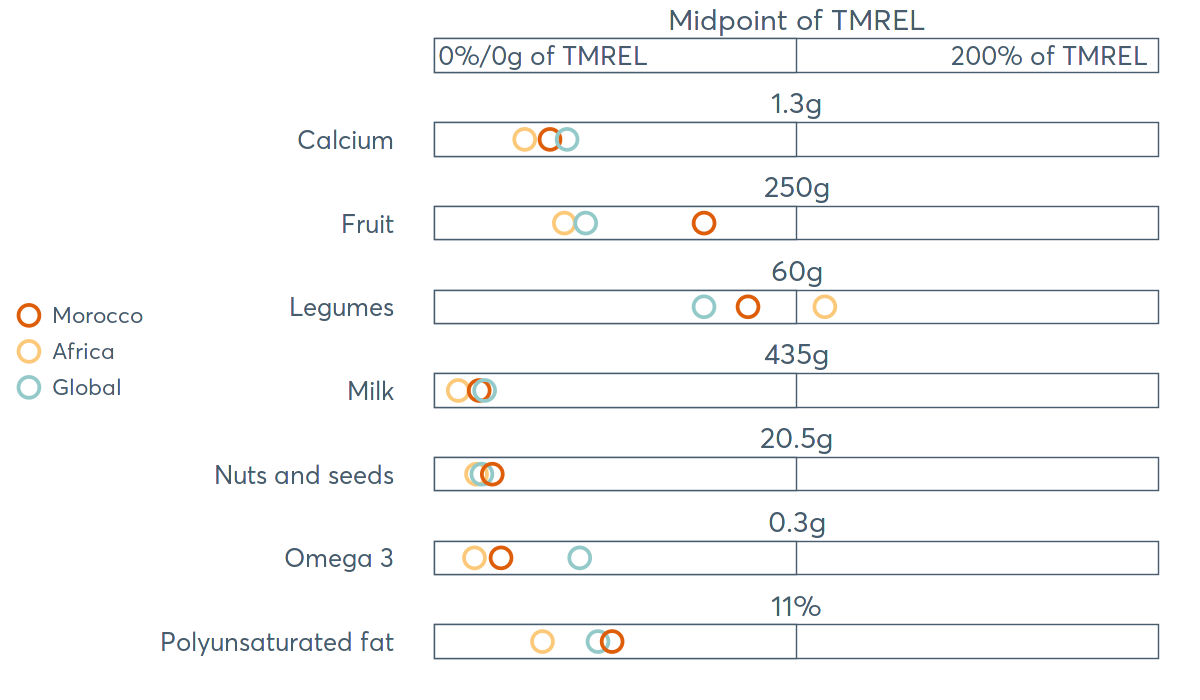 Midpoint of TMREL
0%/0g of TMREL 200% of TMREL
1.3g
Calcium
250g
Fruit
60g
Legumes
435g
Milk
20.5g
Nuts and seeds
0.3g
Omega 3
11%
Polyunsaturated fat
Morocco
Africa
Global